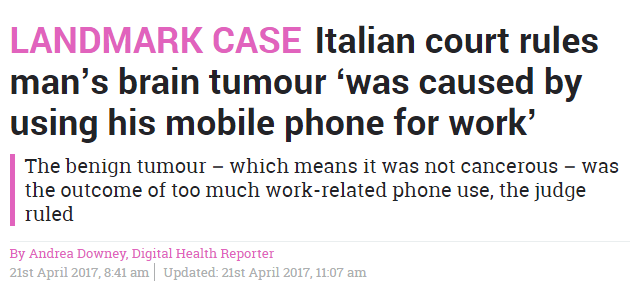 LANDMARK CASE Italian court rules
man’s brain tumour ‘was caused by
using his mobile phone for work’
The benign tumour – which means it was not cancerous – was
the outcome of too much work-related phone use, the judge
ruled
By Andrea Downey, Digital Health Reporter
21st April 2017, 8:41 am | Updated: 21st April 2017, 11:07 am